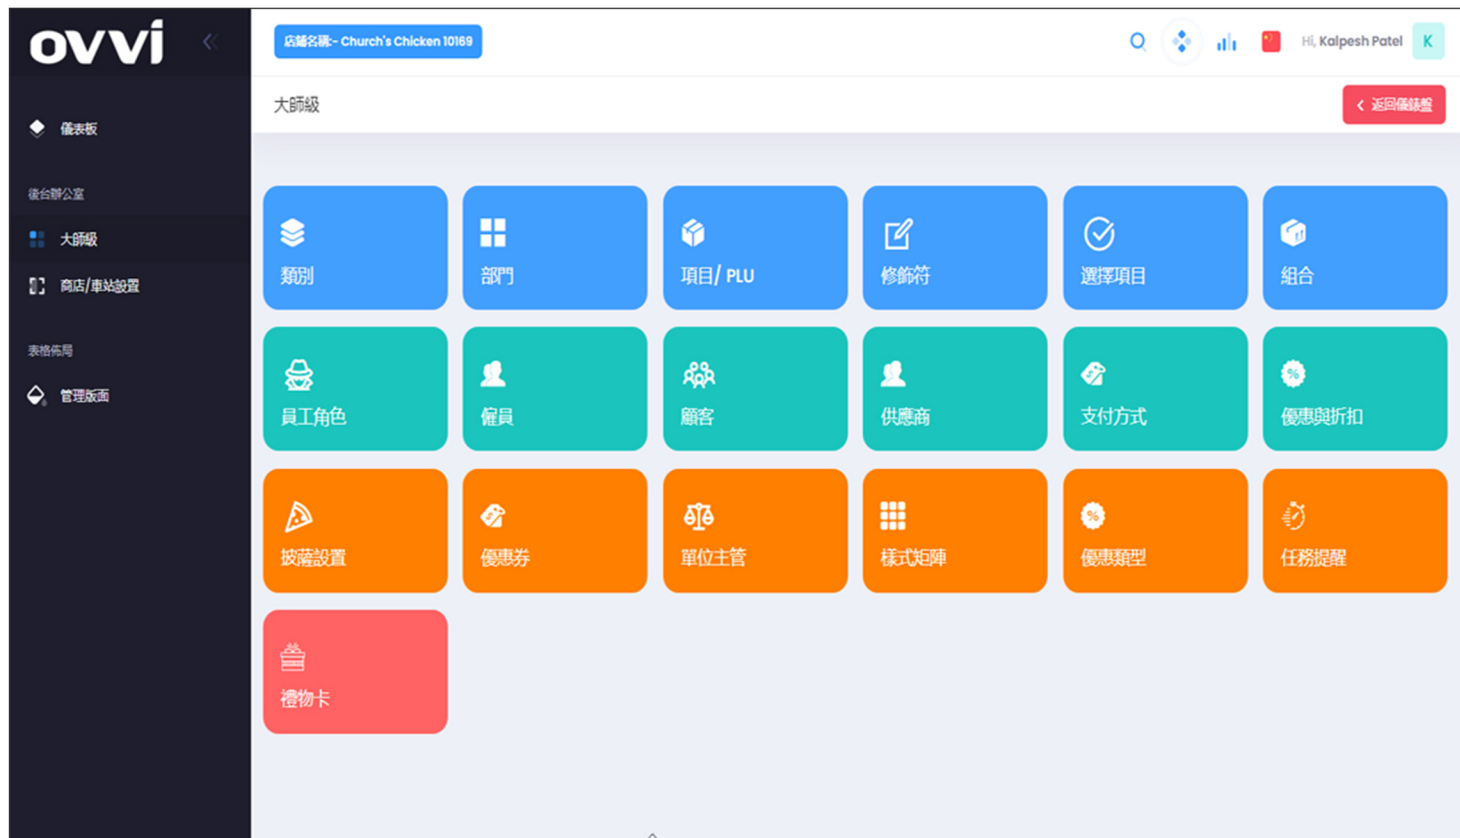 ovvi
店鋪名稱:- Church's Chicken 10169
Hi, Kalpesh Patel
K
大師級
返回儀錶盤
儀表板
後台辦公室
大師級
商店/車站設置
表格佈局
管理版面
類別
部門
項目/ PLU
修飾符
選擇項目
組合
員工角色
僱員
顧客
供應商
支付方式
優惠與折扣
披薩設置
優惠券
單位主管
樣式矩陣
優惠類型
任務提醒
禮物卡